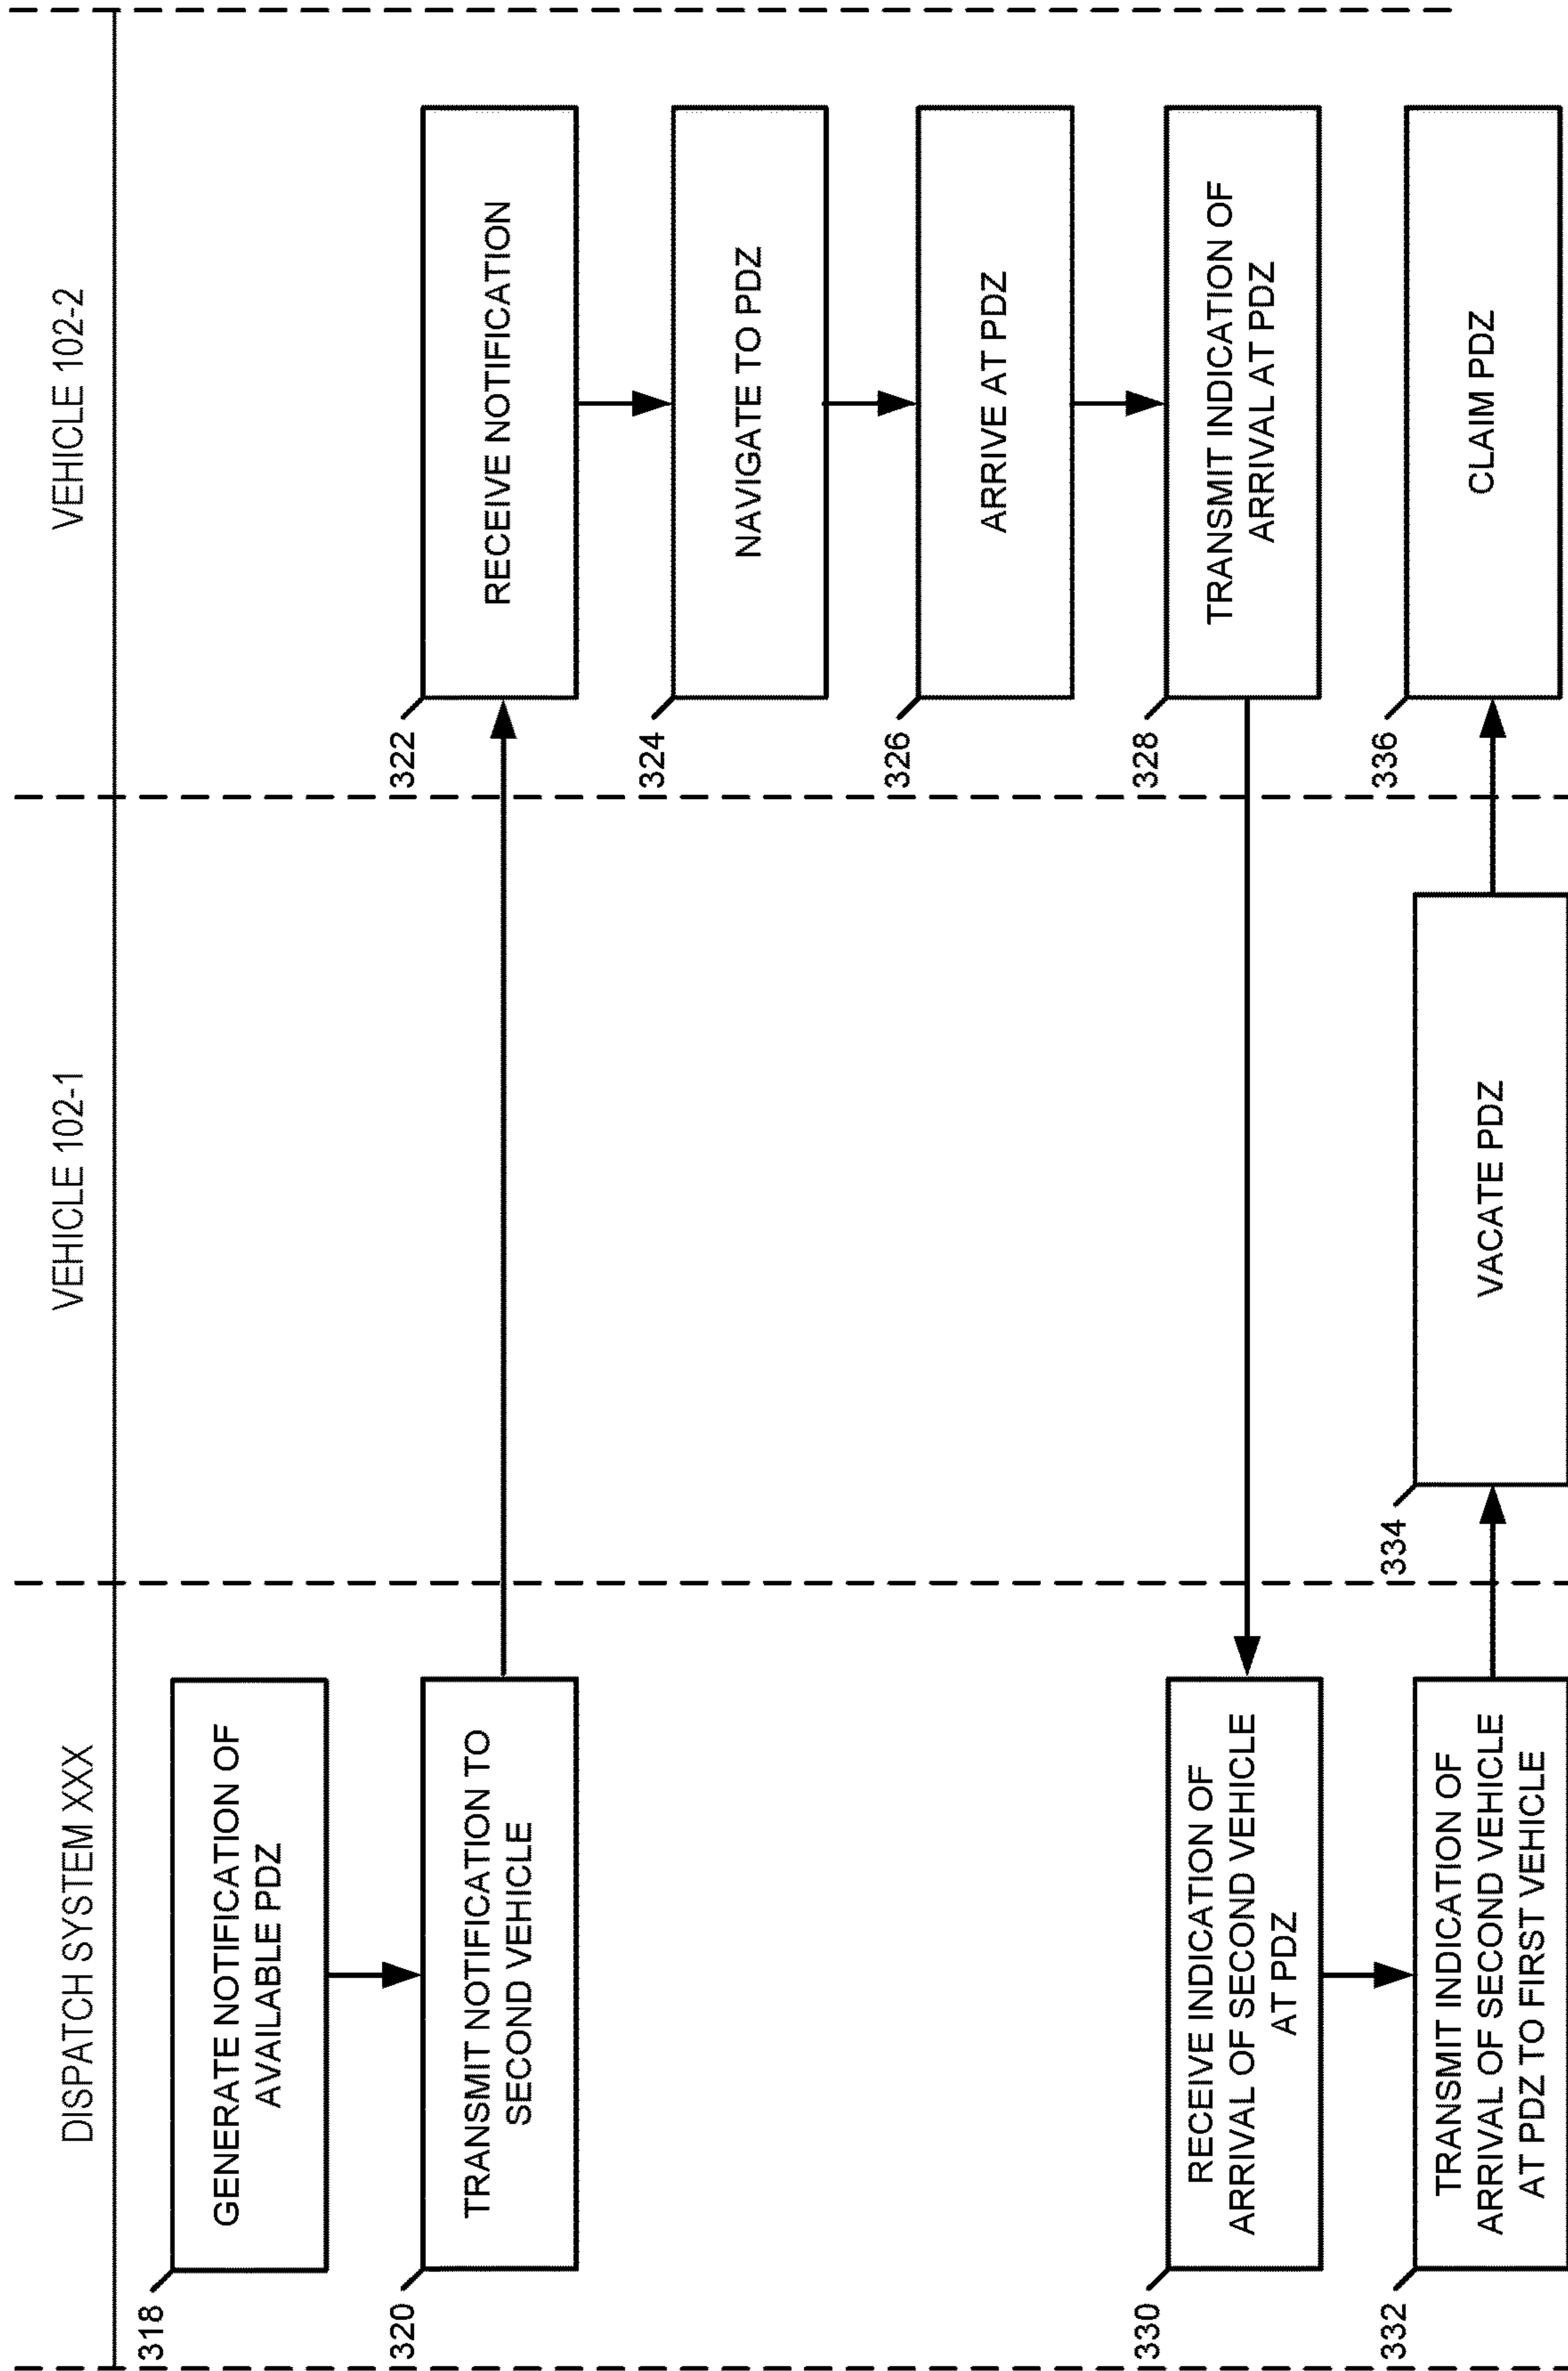 DISPATCH SYSTEM XXX
VEHICLE 102-1
VEHICLE 102-2
318
GENERATE NOTIFICATION OF
AVAILABLE PDZ
320
TRANSMIT NOTIFICATION TO
SECOND VEHICLE
322
RECEIVE NOTIFICATION
324
NAVIGATE TO PDZ
326
ARRIVE AT PDZ
328
TRANSMIT INDICATION OF
ARRIVAL AT PDZ
330
RECEIVE INDICATION OF
ARRIVAL OF SECOND VEHICLE
AT PDZ
332
TRANSMIT INDICATION OF
ARRIVAL OF SECOND VEHICLE
AT PDZ TO FIRST VEHICLE
334
VACATE PDZ
336
CLAIM PDZ